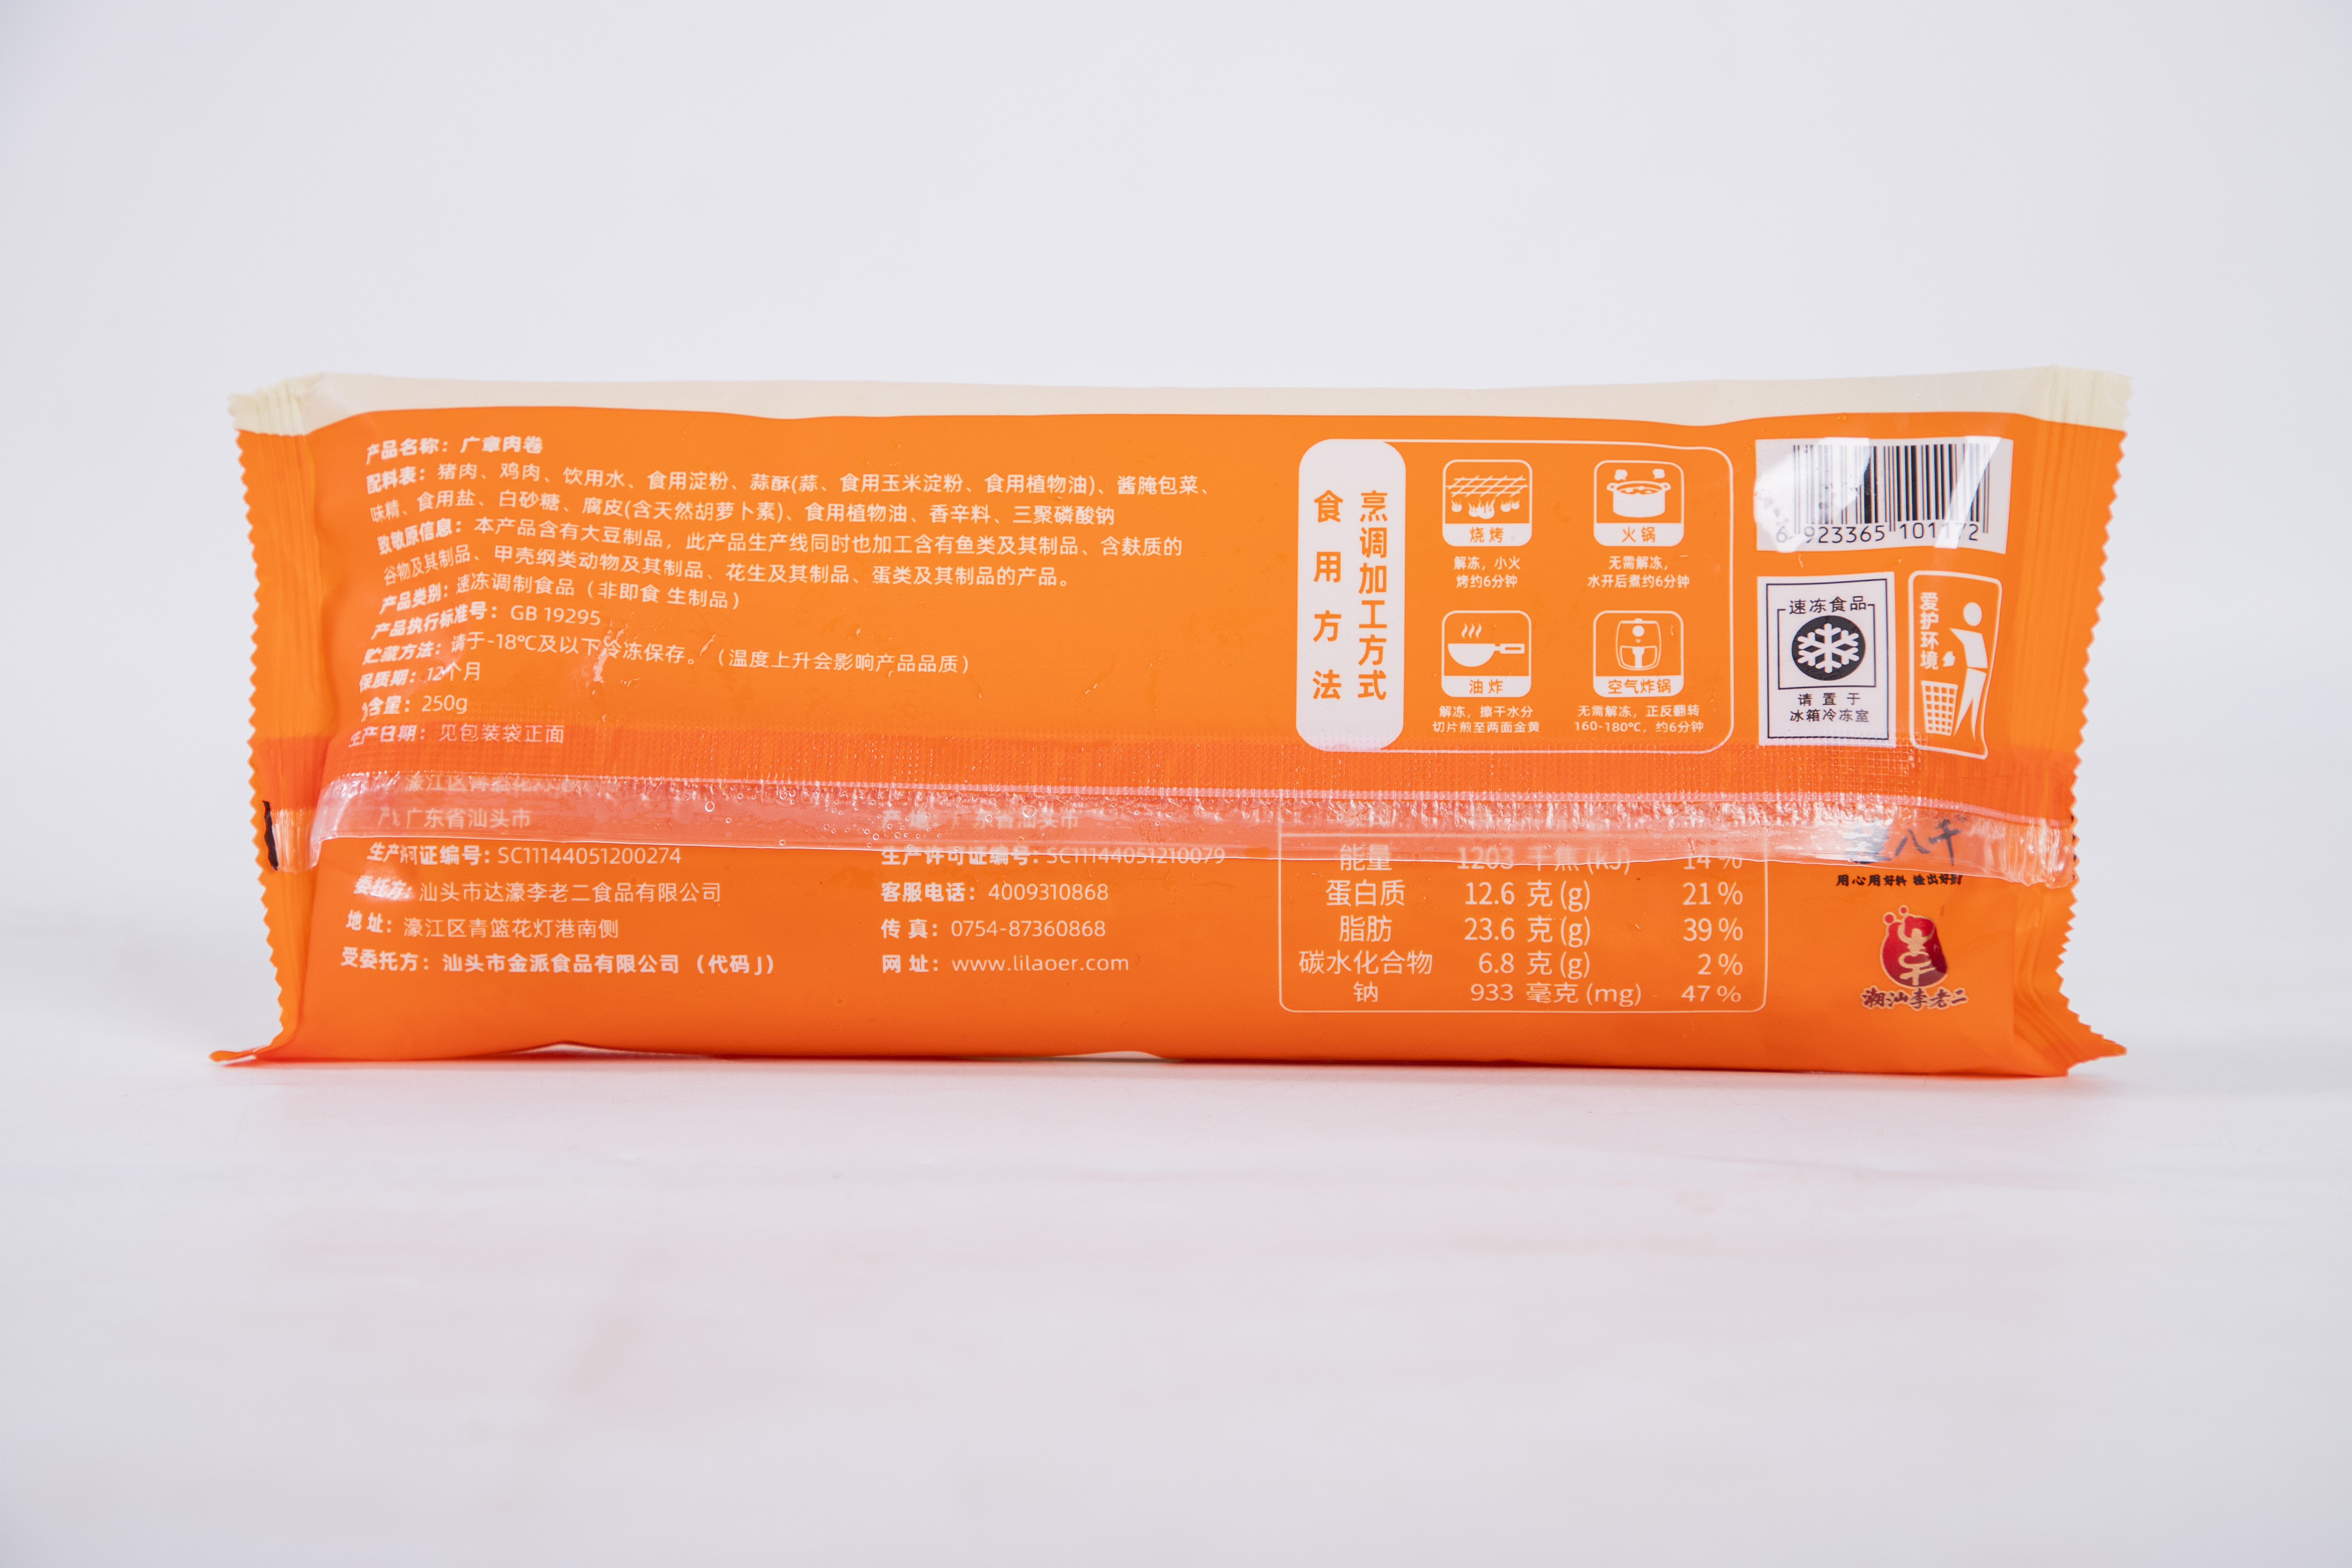 产品名称：广章肉卷
配料表：猪肉、鸡肉、饮用水、食用淀粉、蒜酥(蒜、食用玉米淀粉、食用植物油)、酱腌包菜、
味精、食用盐、白砂糖、腐皮(含天然胡萝卜素)、食用植物油、香辛料、三聚磷酸钠
致敏原信息：本产品含有大豆制品，此产品生产线同时也加工含有鱼类及其制品、含麸质的
谷物及其制品、甲壳纲类动物及其制品、花生及其制品、蛋类及其制品的产品。
产品类别：速冻调制食品（非即食 生制品）
产品执行标准号：GB 19295
贮藏方法：请于-18℃及以下冷冻保存。（温度上升会影响产品品质）
保质期：12个月
含量：250g
生产日期：见包装袋正面
广东省汕头市
产地：广东省汕头市
生产许可证编号：SC11144051200274
生产许可证编号：SC11144051210079
委托方：汕头市达濠李老二食品有限公司
客服电话：4009310868
地址：濠江区青篮花灯港南侧
传真：0754-87360868
受委托方：汕头市金派食品有限公司（代码J）
网址：www.lilaoer.com
食用方法
烹调加工方式
烧烤
解冻，小火
烤约6分钟
火锅
无需解冻，
水开后煮约6分钟
油炸
解冻，擦干水分
切片煎至两面金黄
空气炸锅
无需解冻，正反翻转
160-180℃，约6分钟
能量 1203 千焦(kJ) 14%
蛋白质 12.6 克(g) 21%
脂肪 23.6 克(g) 39%
碳水化合物 6.8 克(g) 2%
钠 933 毫克(mg) 47%
6 923365 101172
速冻食品
请置于
冰箱冷冻室
爱护环境
八千
用心用好料
潮汕李老二